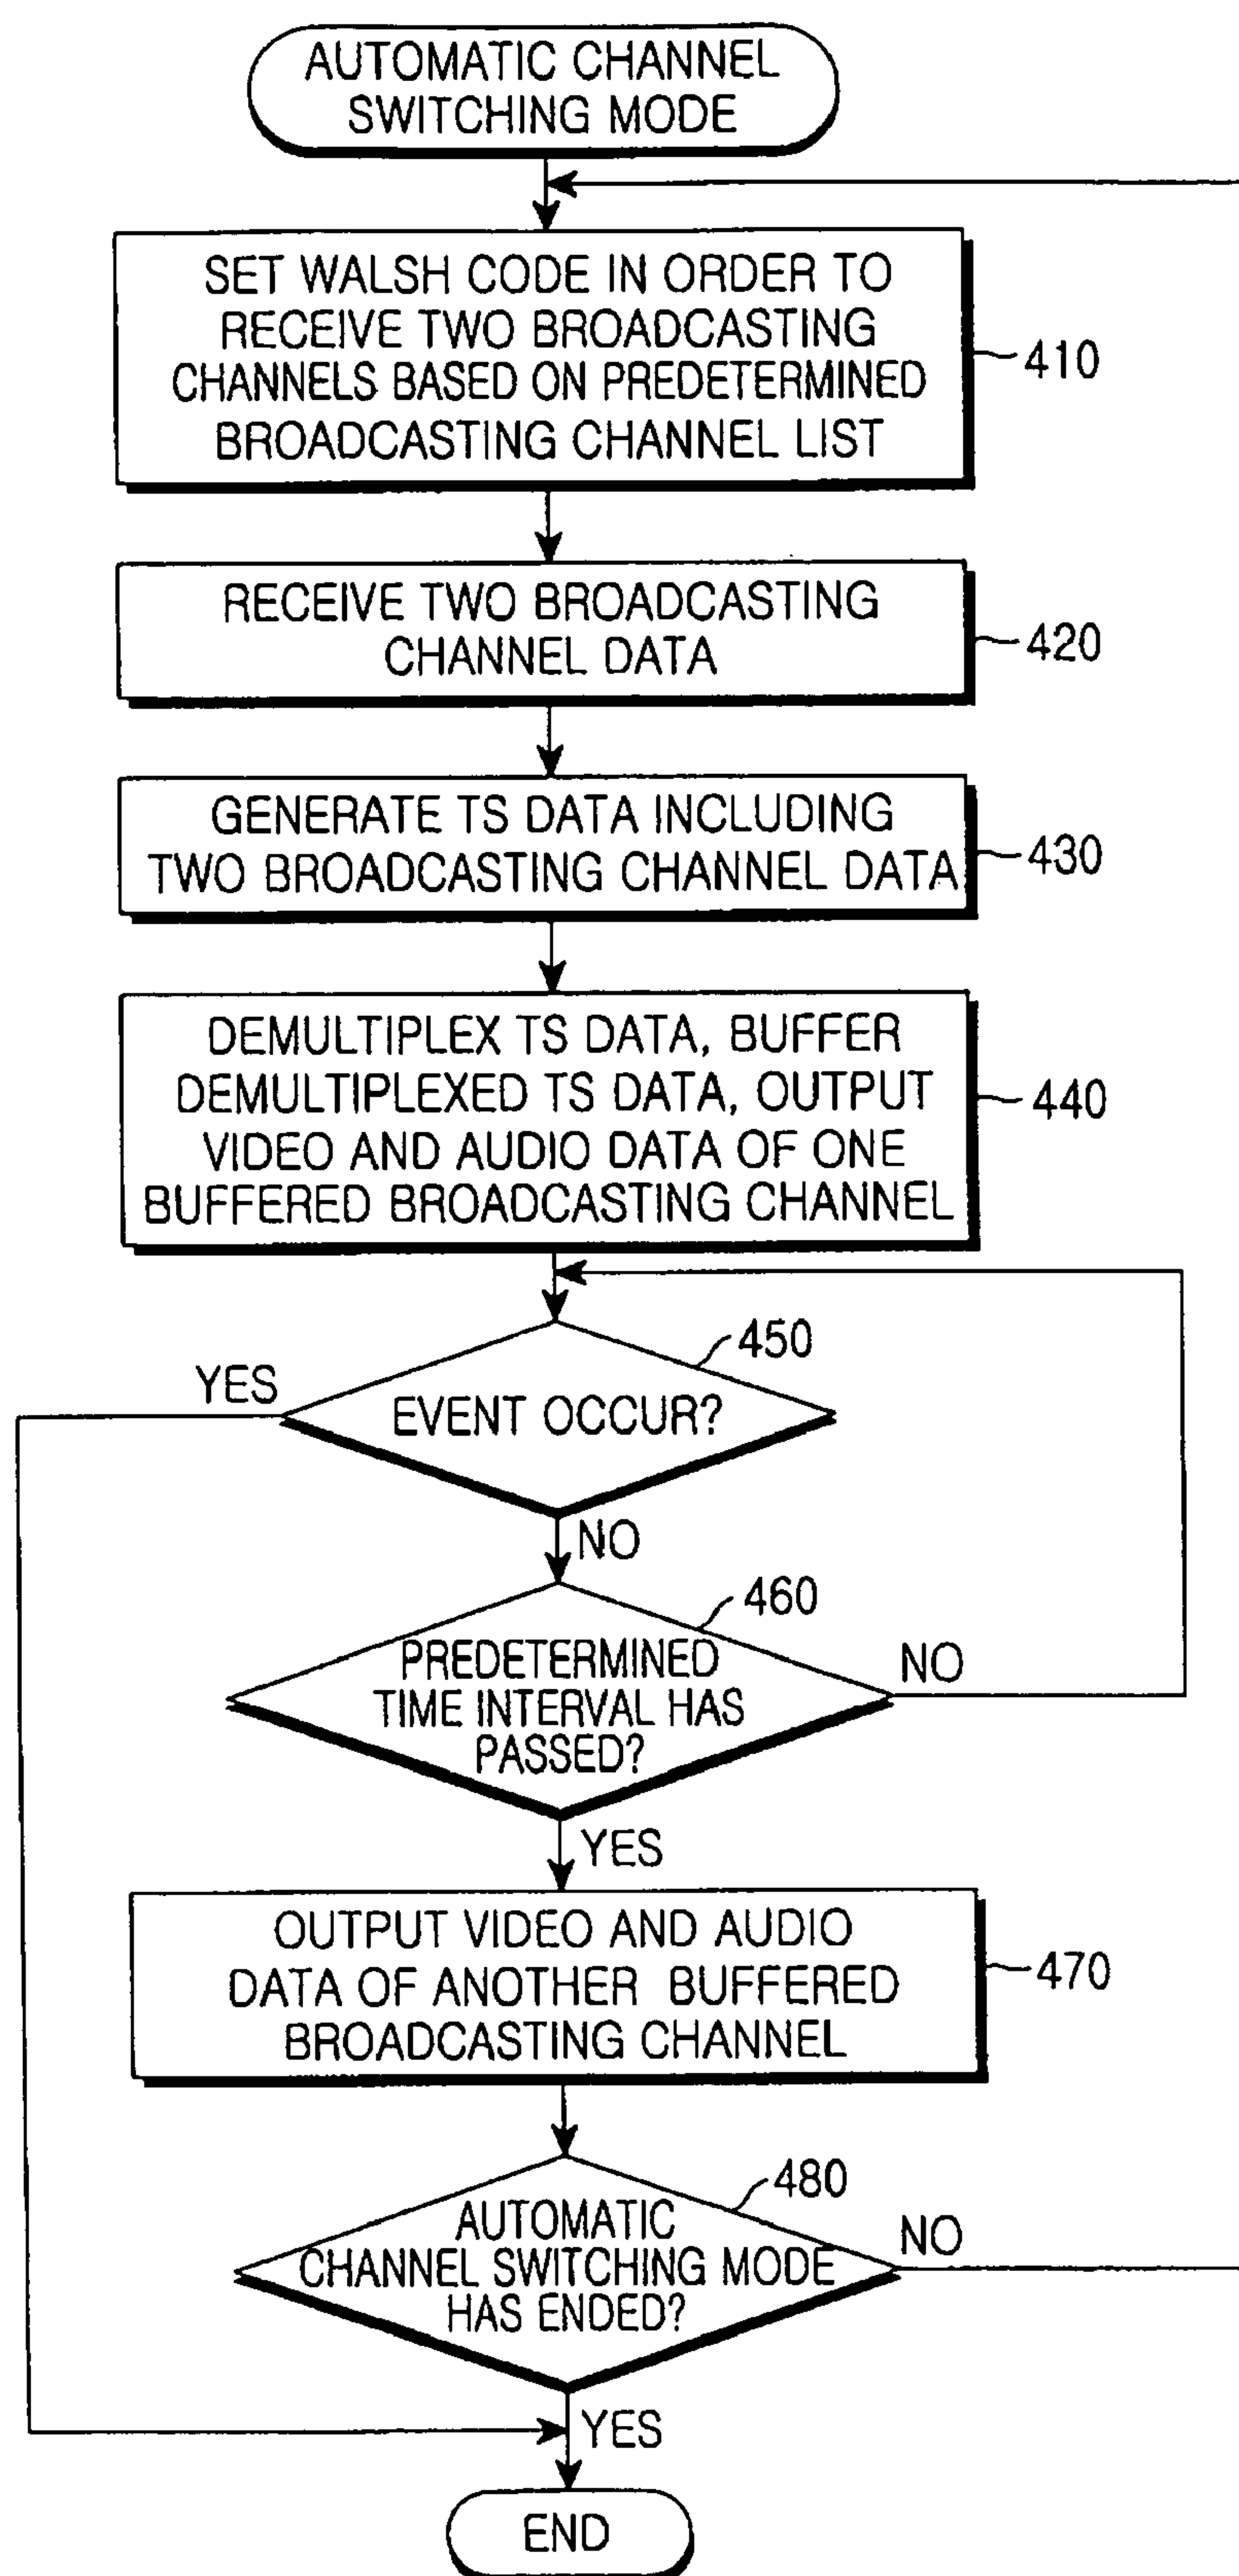 AUTOMATIC CHANNEL
SWITCHING MODE
SET WALSH CODE IN ORDER TO
RECEIVE TWO BROADCASTING
CHANNELS BASED ON PREDETERMINED
BROADCASTING CHANNEL LIST
410
RECEIVE TWO BROADCASTING
CHANNEL DATA
420
GENERATE TS DATA INCLUDING
TWO BROADCASTING CHANNEL DATA
430
DEMULTIPLEX TS DATA, BUFFER
DEMULTIPLEXED TS DATA, OUTPUT
VIDEO AND AUDIO DATA OF ONE
BUFFERED BROADCASTING CHANNEL
440
450
YES
EVENT OCCUR?
NO
460
PREDETERMINED
TIME INTERVAL HAS
PASSED?
NO
YES
OUTPUT VIDEO AND AUDIO
DATA OF ANOTHER BUFFERED
BROADCASTING CHANNEL
470
480
AUTOMATIC
CHANNEL SWITCHING MODE
HAS ENDED?
NO
YES
END